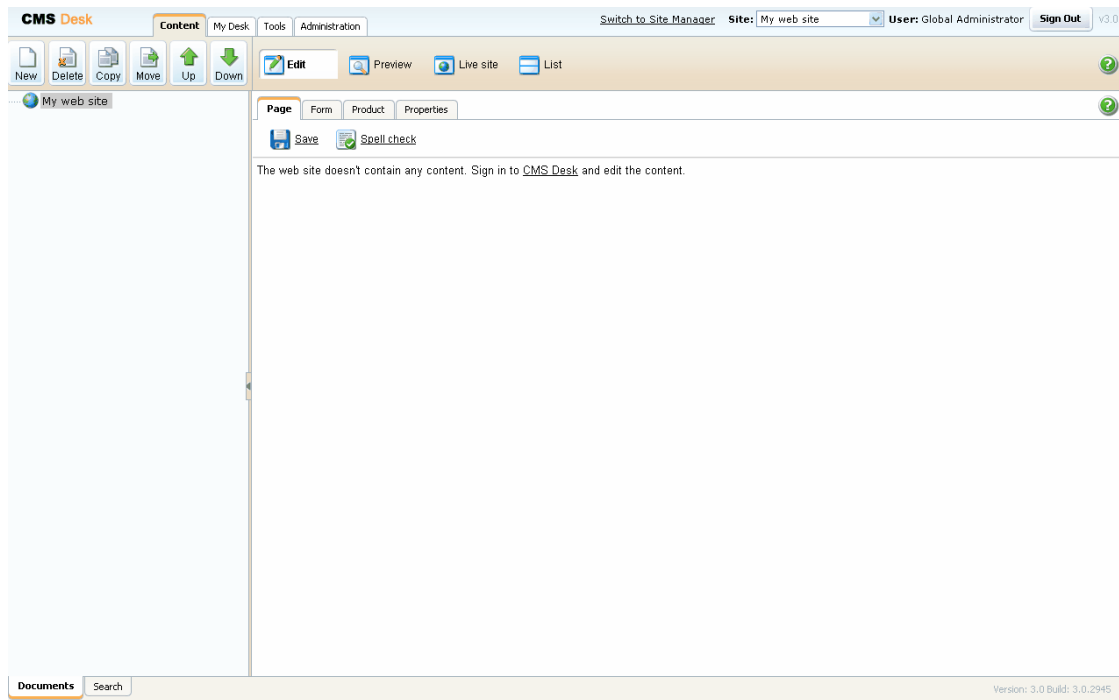 CMS Desk Content My Desk Tools Administration Switch to Site Manager Site: My web site User: Global Administrator Sign Out v3.0
New Delete Copy Move Up Down Edit Preview Live site List
My web site
Page Form Product Properties
Save Spell check
The web site doesn't contain any content. Sign in to CMS Desk and edit the content.
Documents Search Version: 3.0 Build: 3.0.2945